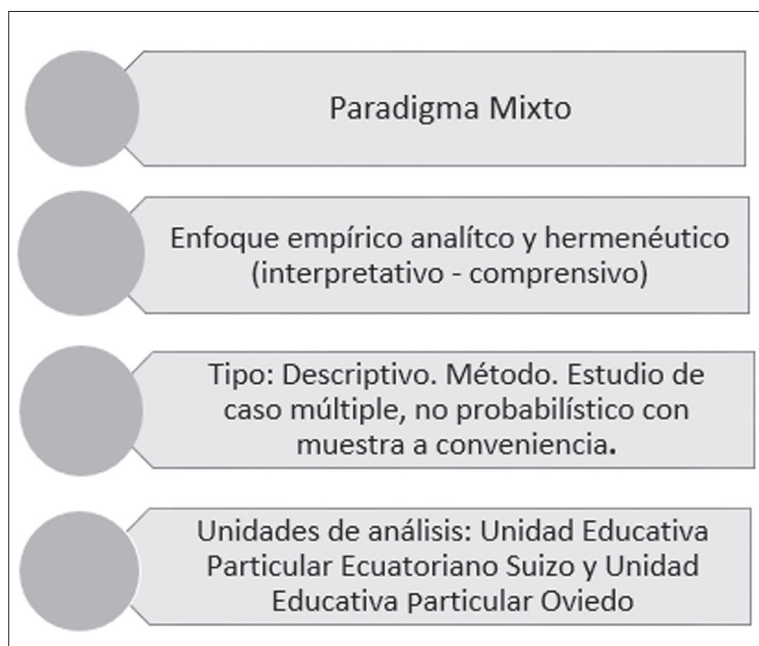 Paradigma Mixto
Enfoque empírico analítco y hermenéutico
(interpretativo - comprensivo)
Tipo: Descriptivo. Método. Estudio de
caso múltiple, no probabilístico con
muestra a conveniencia.
Unidades de análisis: Unidad Educativa
Particular Ecuatoriano Suizo y Unidad
Educativa Particular Oviedo